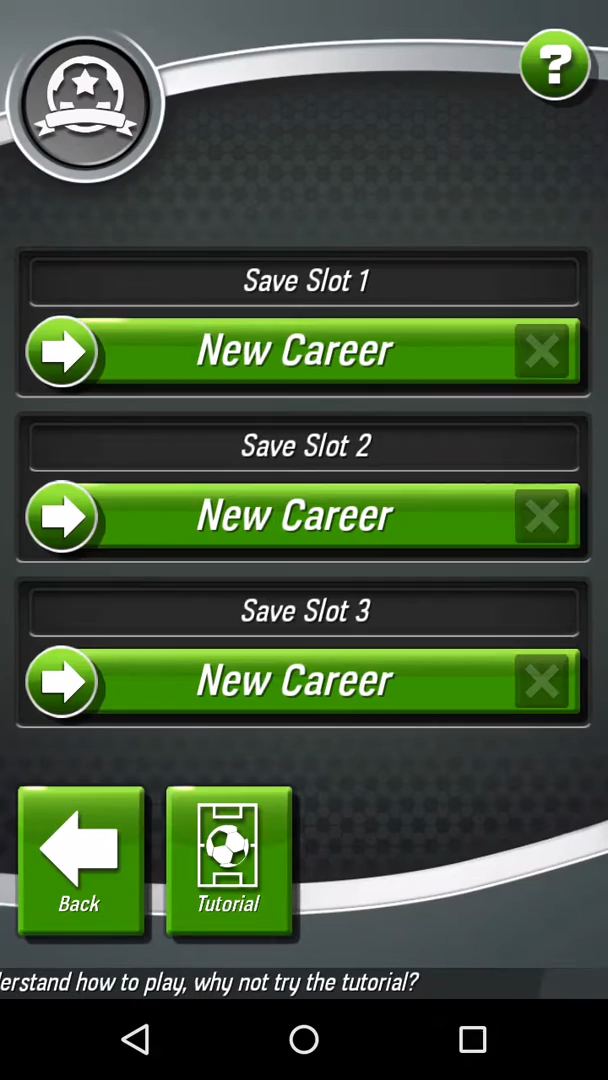 ?
Save Slot 1
New Career
Save Slot 2
New Career
Save Slot 3
New Career
Back
Tutorial
erstand how to play, why not try the tutorial?